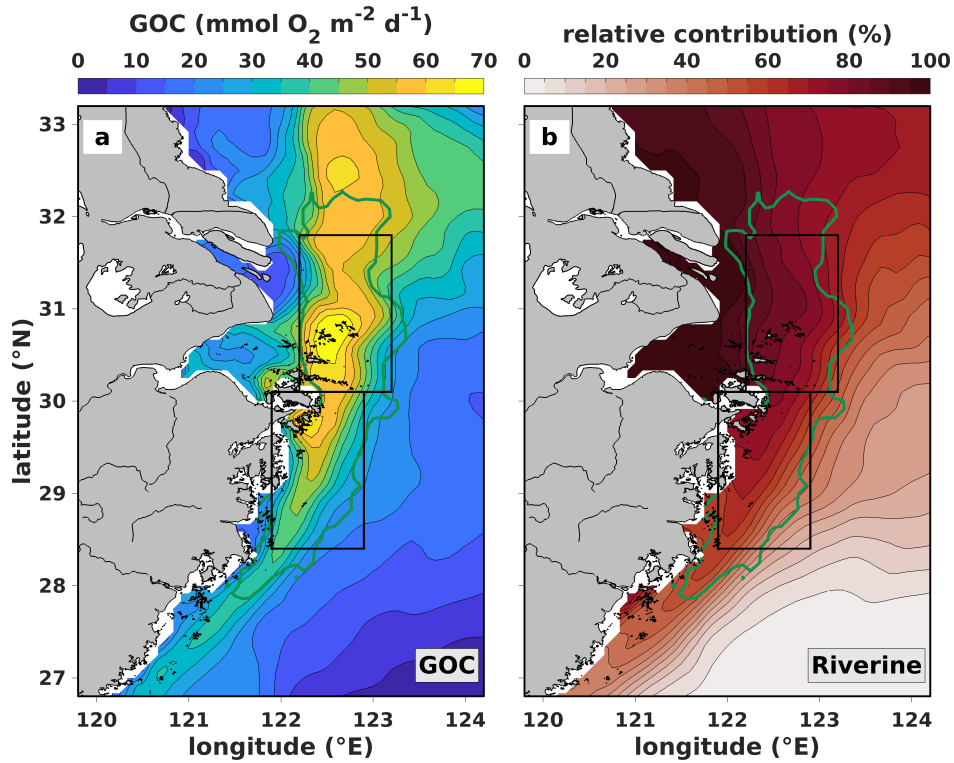 GOC (mmol O2 m-2 d-1)
0 10 20 30 40 50 60 70
relative contribution (%)
0 20 40 60 80 100
a
b
33
32
31
30
29
28
27
latitude (°N)
GOC
Riverine
120 121 122 123 124
120 121 122 123 124
longitude (°E)
longitude (°E)